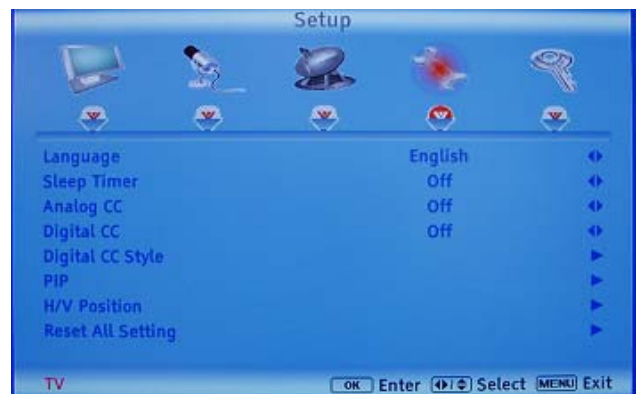 Setup
Language English
Sleep Timer Off
Analog CC Off
Digital CC Off
Digital CC Style
PIP
H/V Position
Reset All Setting
TV OK Enter Select MENU Exit